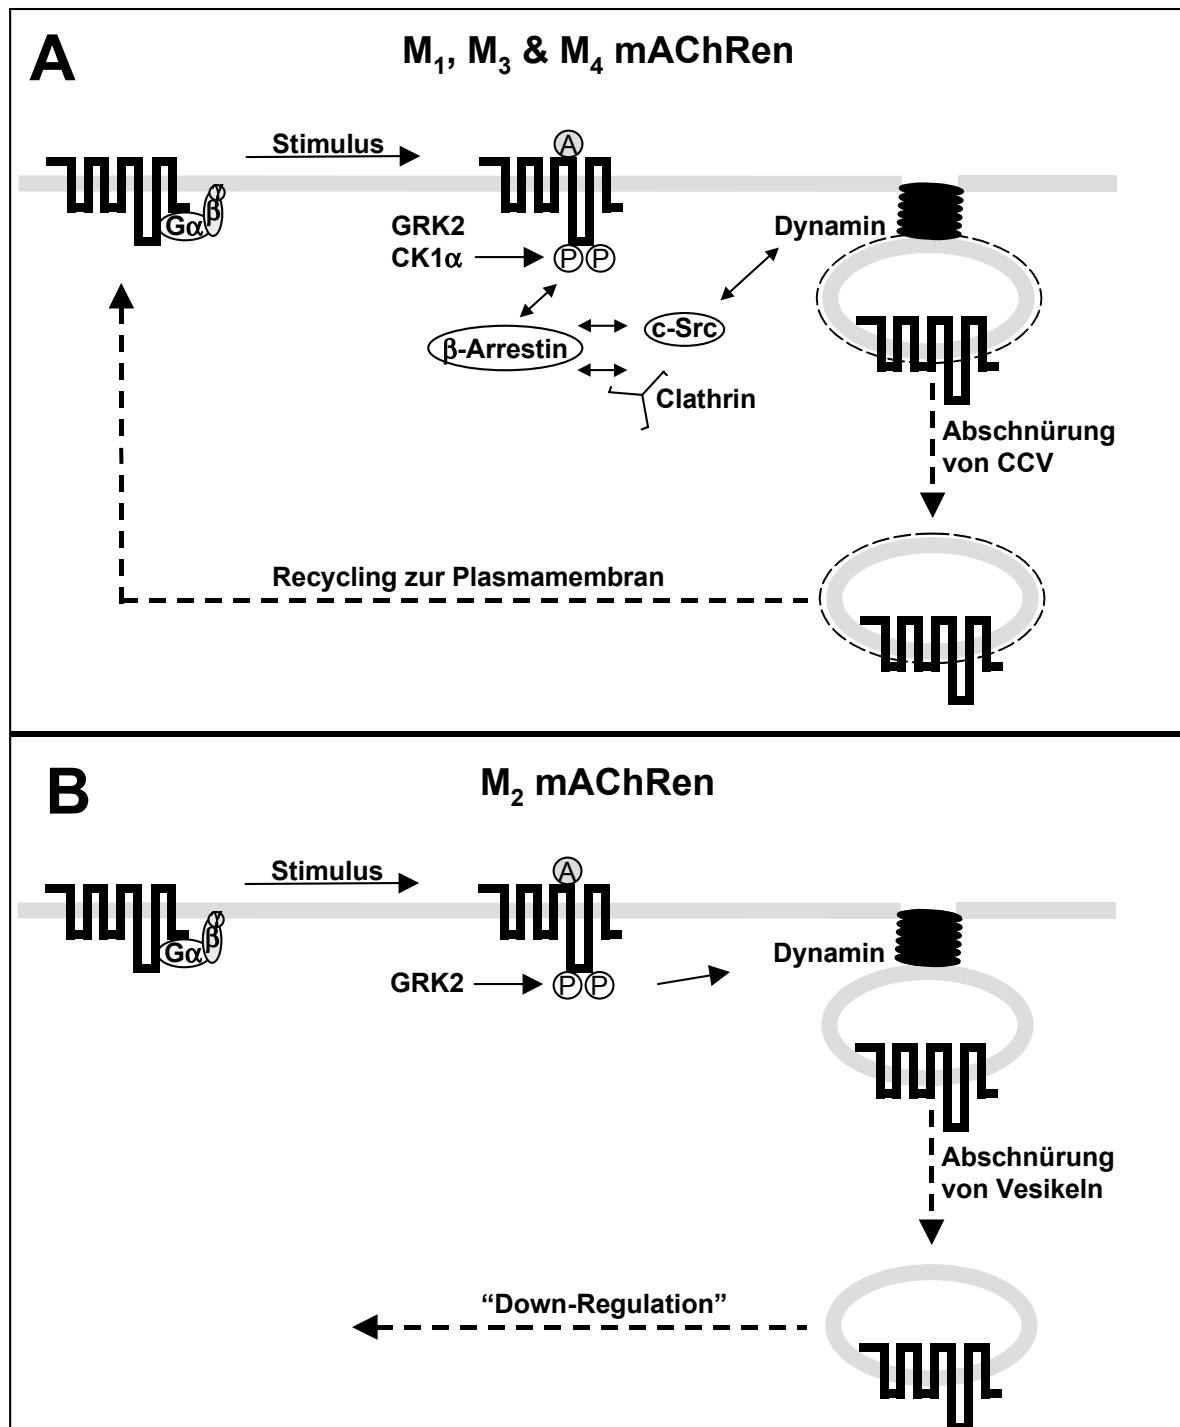 A
M1, M3 & M4 mAChRen
Stimulus
A
Gα
β
γ
GRK2
CK1α
P P
Dynamin
β-Arrestin
c-Src
Clathrin
Abschnürung
von CCV
Recycling zur Plasmamembran
B
M2 mAChRen
Stimulus
A
Gα
β
γ
GRK2
P P
Dynamin
Abschnürung
von Vesikeln
“Down-Regulation”